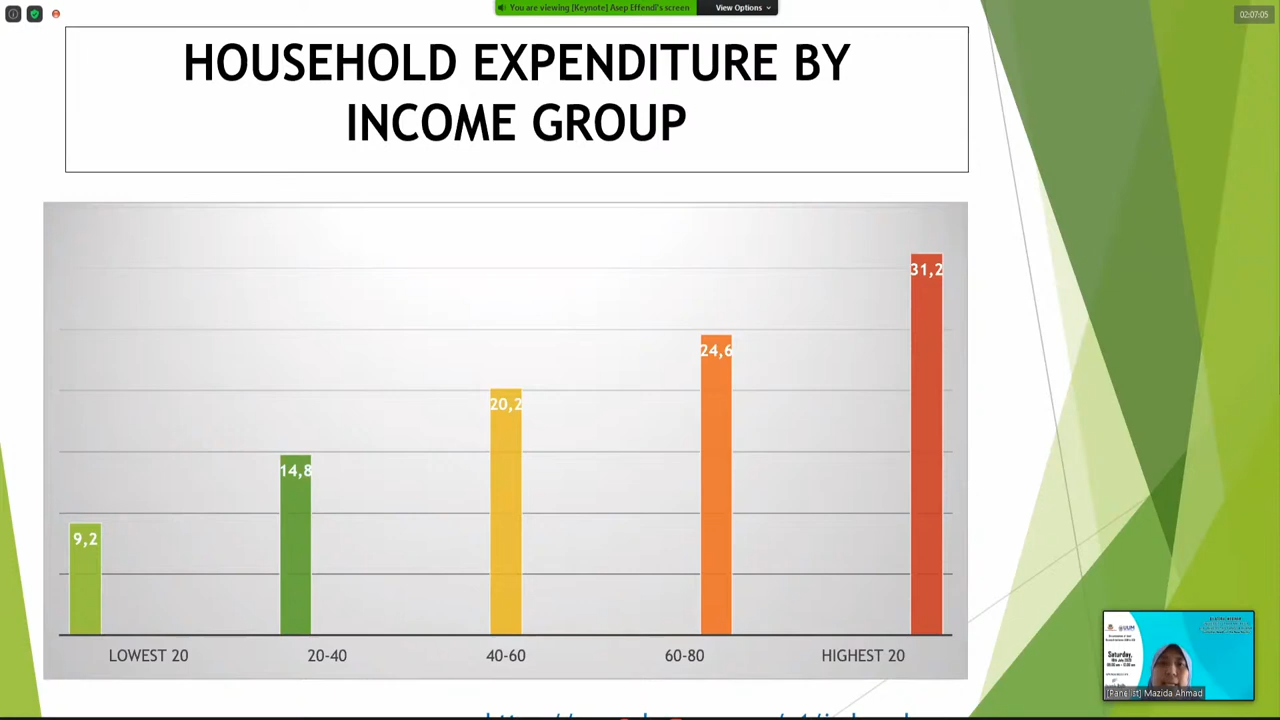 You are viewing [Keynote] Asep Effendi's screen
View Options
02:07:05
HOUSEHOLD EXPENDITURE BY
INCOME GROUP
31,2
24,6
20,2
14,8
9,2
LOWEST 20
20-40
40-60
60-80
HIGHEST 20
UUM
Saturday,
[Panelist] Mazida Ahmad